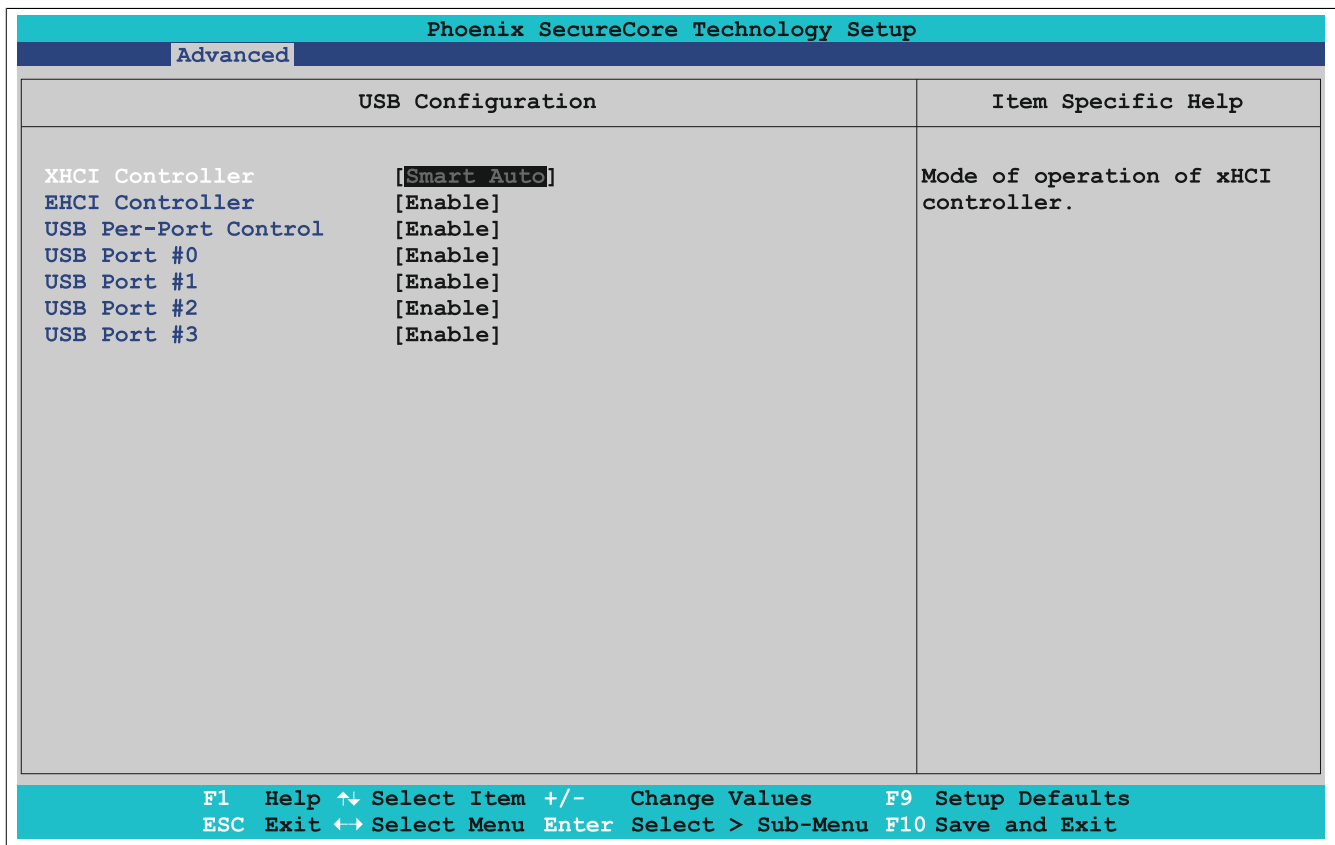 Phoenix SecureCore Technology Setup
Advanced
USB Configuration
Item Specific Help
XHCI Controller [Smart Auto]
EHCI Controller [Enable]
USB Per-Port Control [Enable]
USB Port #0 [Enable]
USB Port #1 [Enable]
USB Port #2 [Enable]
USB Port #3 [Enable]
Mode of operation of xHCI
controller.
F1 Help ↑↓ Select Item +/- Change Values F9 Setup Defaults
ESC Exit ↔ Select Menu Enter Select > Sub-Menu F10 Save and Exit